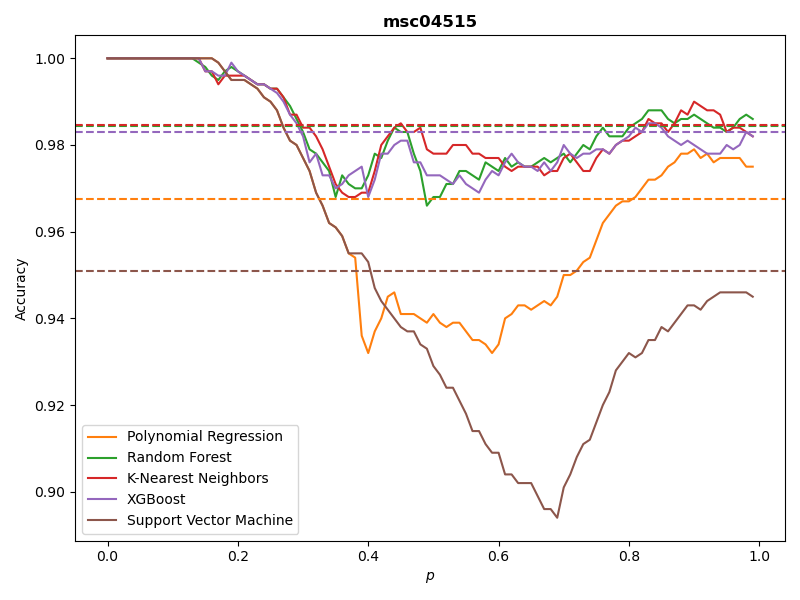 msc04515
1.00
0.98
0.96
0.94
0.92
0.90
Accuracy
Polynomial Regression
Random Forest
K-Nearest Neighbors
XGBoost
Support Vector Machine
0.0 0.2 0.4 0.6 0.8 1.0
p